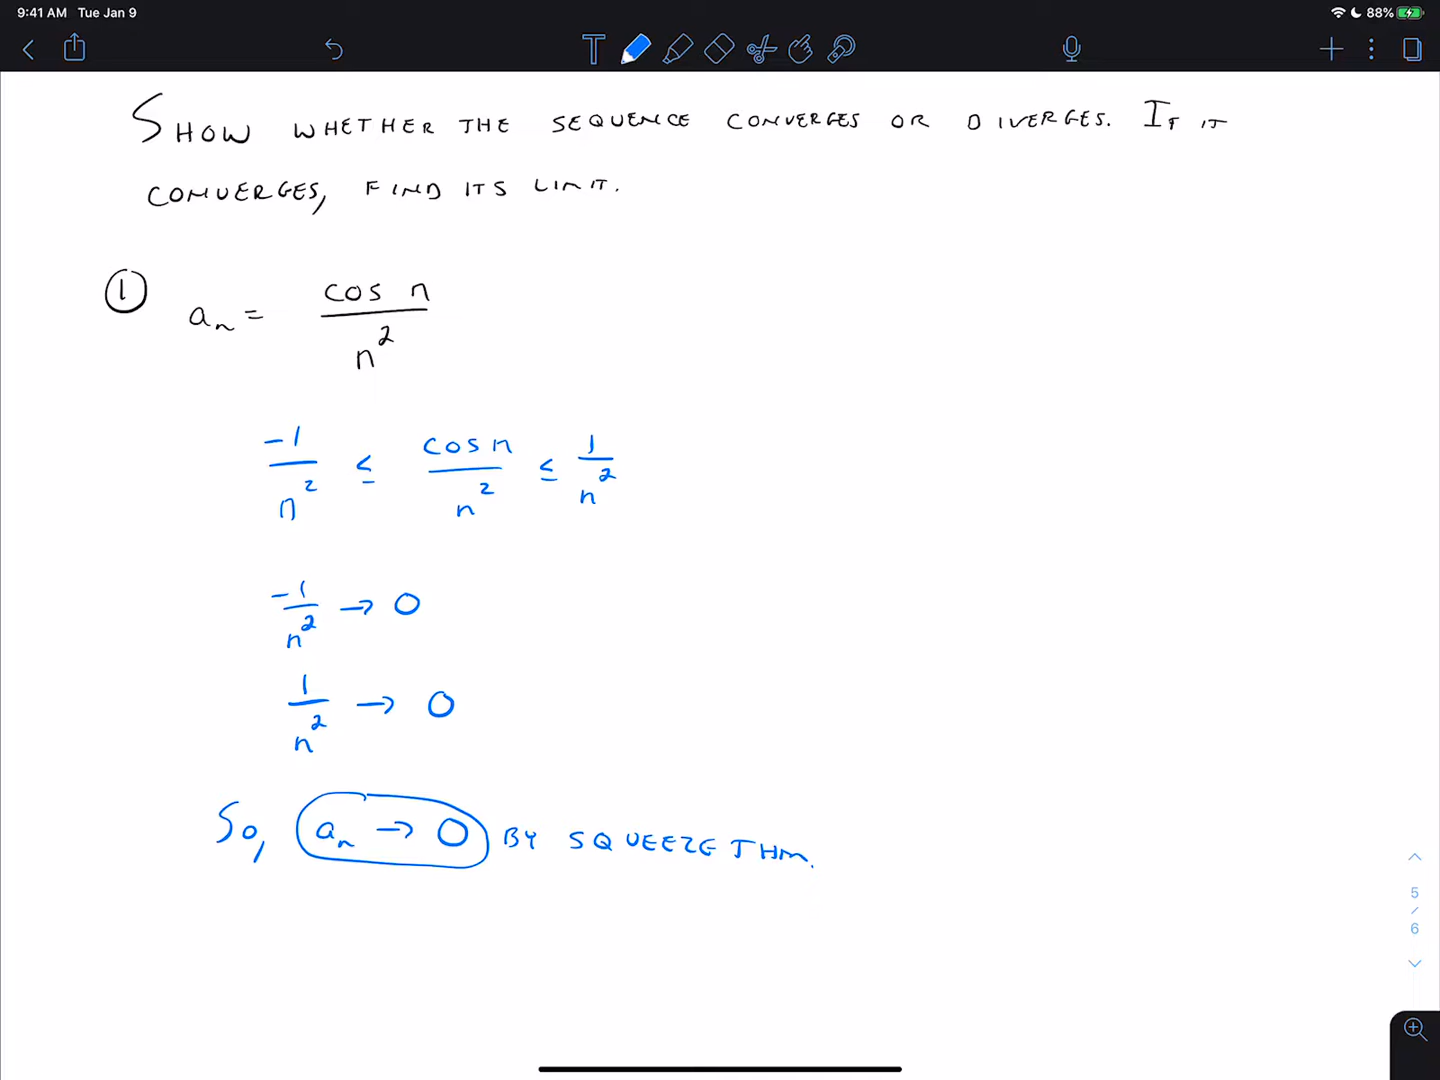 9:41 AM Tue Jan 9 88%
SHOW WHETHER THE SEQUENCE CONVERGES OR DIVERGES. IF IT
CONVERGES, FIND ITS LIMIT.
① aₙ = cos n / n²
-1/n² ≤ cos n / n² ≤ 1/n²
-1/n² → 0
1/n² → 0
SO, aₙ → 0 BY SQUEEZE THM.
5
/
6